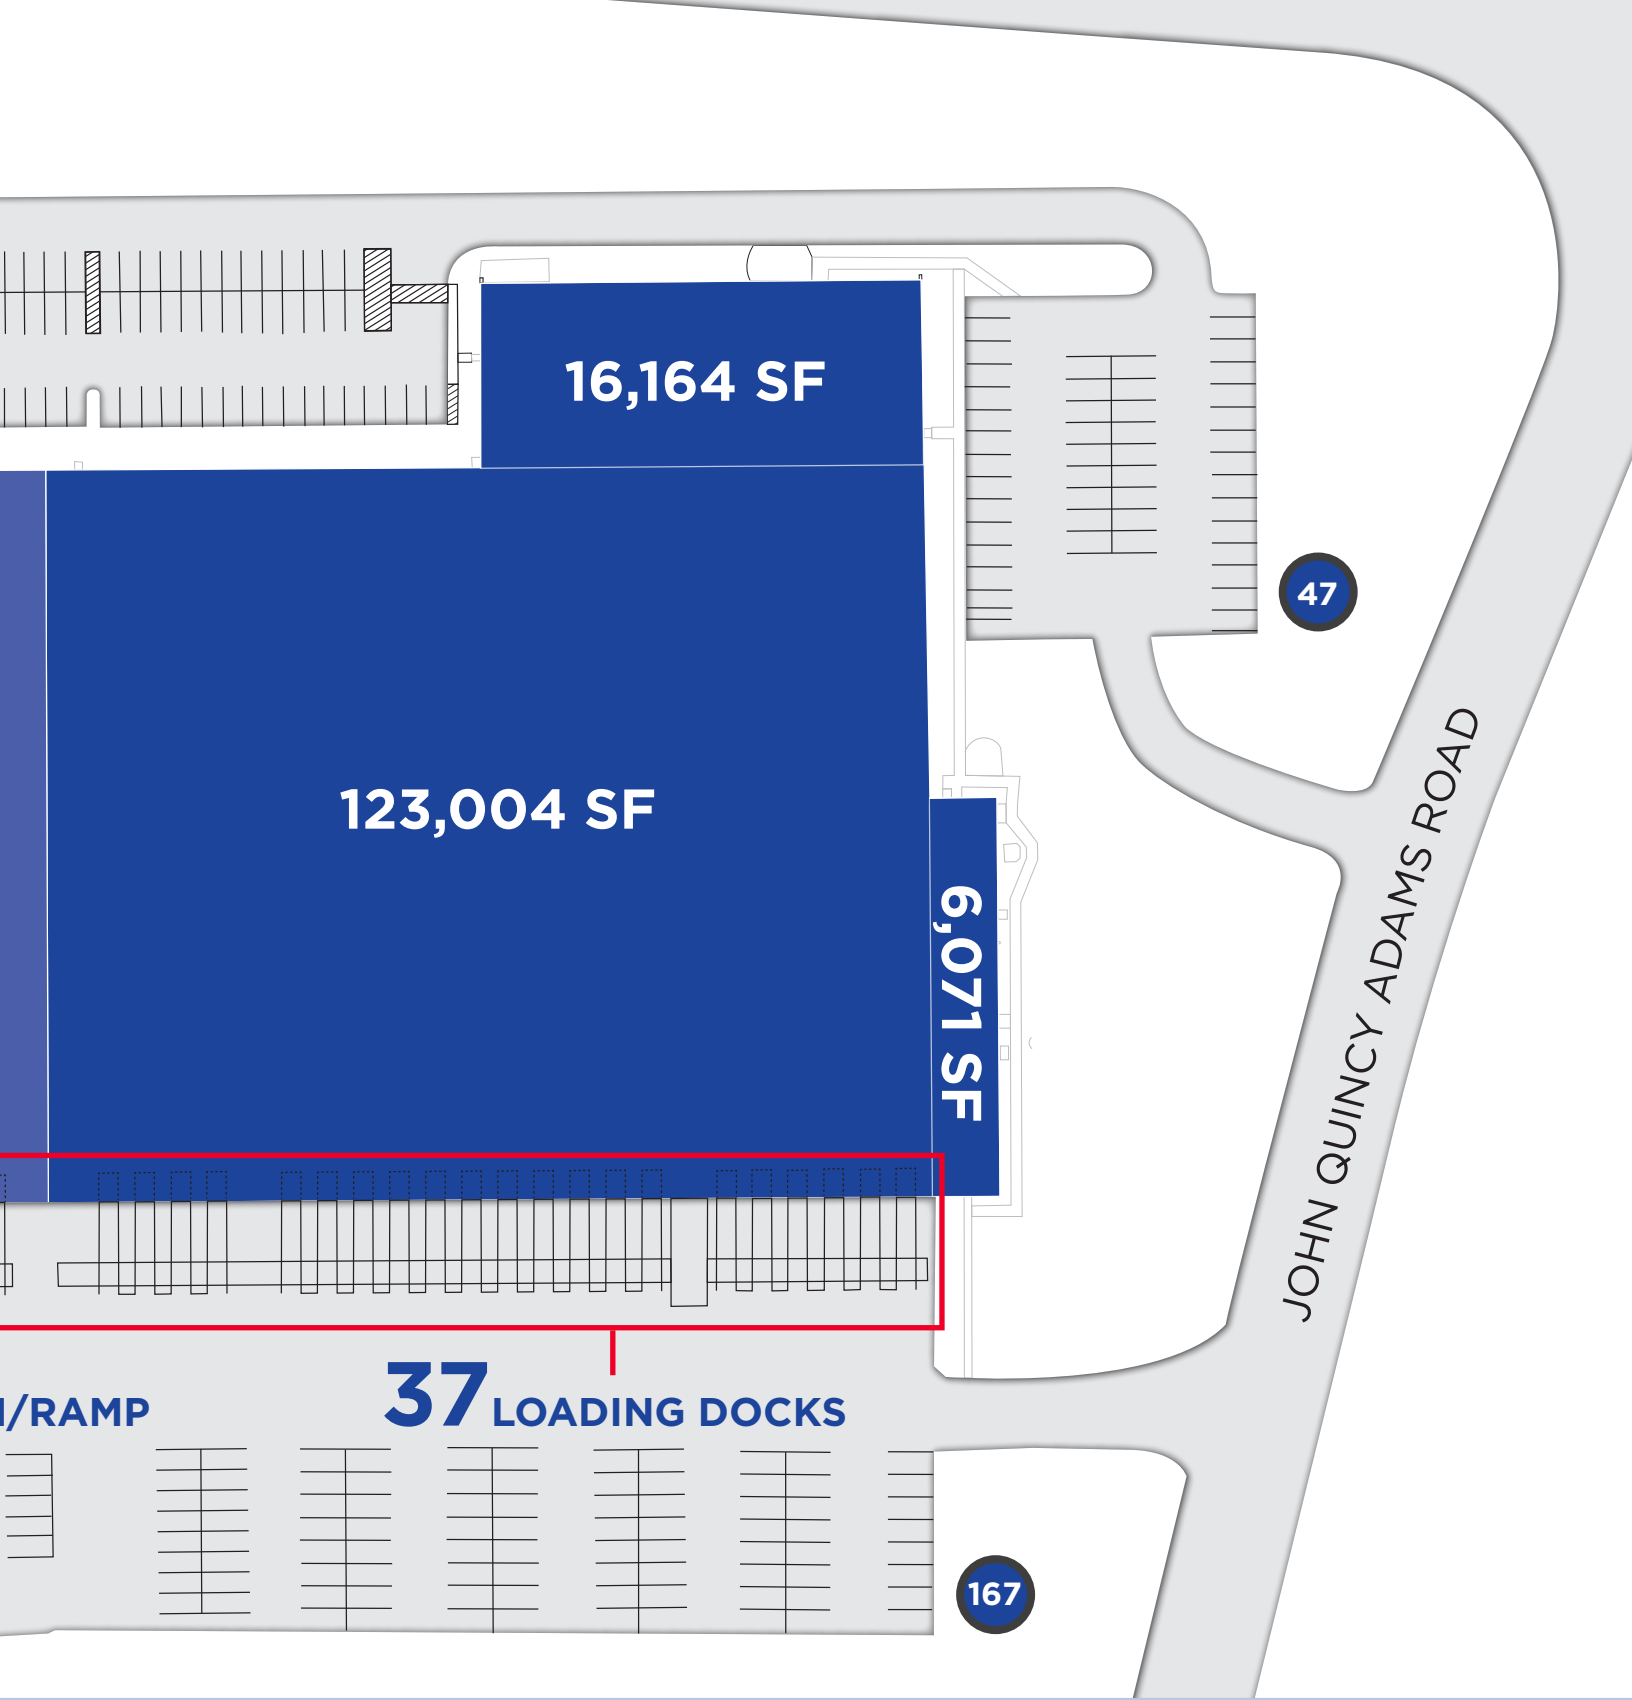 16,164 SF
47
123,004 SF
6,071 SF
JOHN QUINCY ADAMS ROAD
/RAMP
37 LOADING DOCKS
167